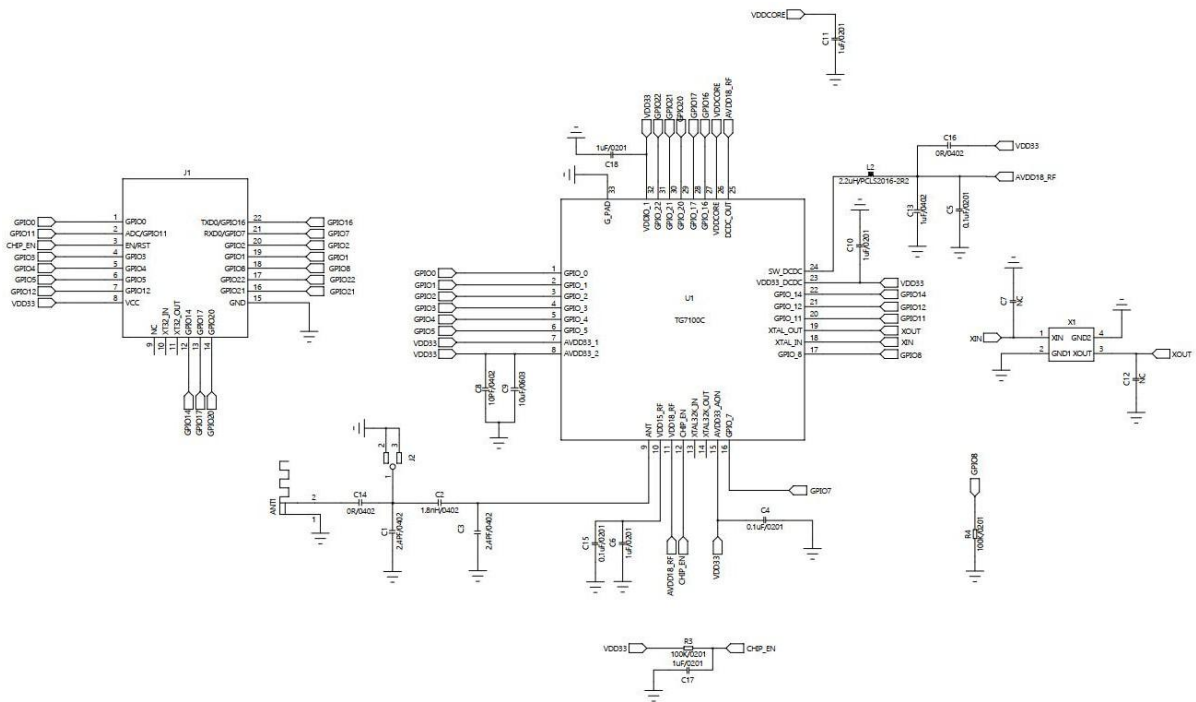 VDDCORE
C11
1uF/0201
VDD33
GPIO22
GPIO21
GPIO20
GPIO17
GPIO16
VDDCORE
AVDD18_RF
1uF/0201
C18
C16
0R/0402
VDD33
L2
2.2uH/PCLS2016-2R2
AVDD18_RF
C13
1uF/0402
C5
0.1uF/0201
C10
1uF/0201
J1
GPIO0 1 GPIO0
GPIO11 2 ADC/GPIO11
CHIP_EN 3 EN/RST
GPIO3 4 GPIO3
GPIO4 5 GPIO4
GPIO5 6 GPIO5
GPIO12 7 GPIO12
VDD33 8 VCC
TXD0/GPIO16 22 GPIO16
RXD0/GPIO7 21 GPIO7
GPIO2 20 GPIO2
GPIO1 19 GPIO1
GPIO8 18 GPIO8
GPIO22 17 GPIO22
GPIO21 16 GPIO21
GND 15
NC 9
XT32_IN 10
XT32_OUT 11
GPIO14 12 GPIO14
GPIO17 13 GPIO17
GPIO20 14 GPIO20
U1
TG7100C
33 G_PAD
32 VDDIO_1
31 GPIO_22
30 GPIO_21
29 GPIO_20
28 GPIO_17
27 GPIO_16
26 VDDCORE
25 DCDC_OUT
GPIO0 1 GPIO_0
GPIO1 2 GPIO_1
GPIO2 3 GPIO_2
GPIO3 4 GPIO_3
GPIO4 5 GPIO_4
GPIO5 6 GPIO_5
VDD33 7 AVDD33_1
VDD33 8 AVDD33_2
SW_DCDC 24
VDD33_DCDC 23 VDD33
GPIO_14 22 GPIO14
GPIO_12 21 GPIO12
GPIO_11 20 GPIO11
XTAL_OUT 19 XOUT
XTAL_IN 18 XIN
GPIO_8 17 GPIO8
ANT 9
VDD15_RF 10
VDD18_RF 11
CHIP_EN 12
XTAL32K_IN 13
XTAL32K_OUT 14
AVDD33_AON 15
GPIO_7 16
C8
10PF/0402
C9
10uF/0603
C7
NC
X1
XIN 1 XIN
2 GND1
GND2 4
XOUT 3 XOUT
C12
NC
2 3 J2
1
ANT1
2
1
C14
0R/0402
C2
1.8nH/0402
C1
2.4PF/0402
C3
2.4PF/0402
C15
0.1uF/0201
C6
1uF/0201
AVDD18_RF
CHIP_EN
VDD33
GPIO7
C4
0.1uF/0201
GPIO8
R4
100K/0201
VDD33
R3
100K/0201
CHIP_EN
1uF/0201
C17